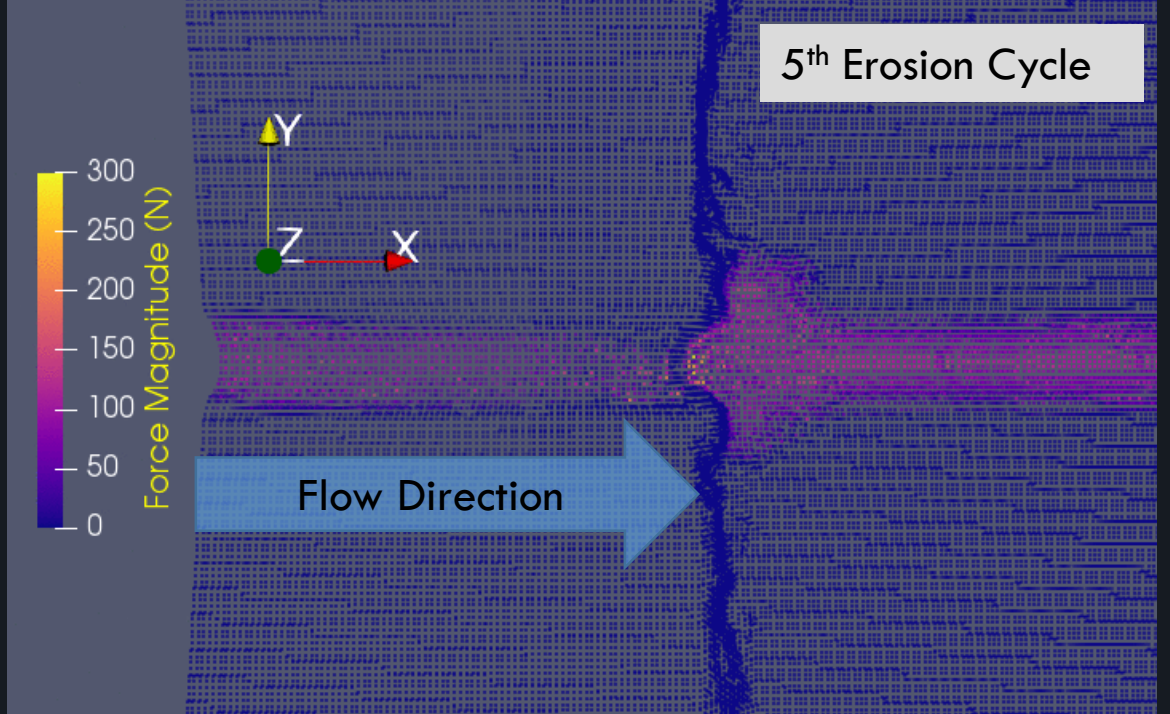 5th Erosion Cycle
Y
Z
X
300
250
200
150
100
50
0
Force Magnitude (N)
Flow Direction